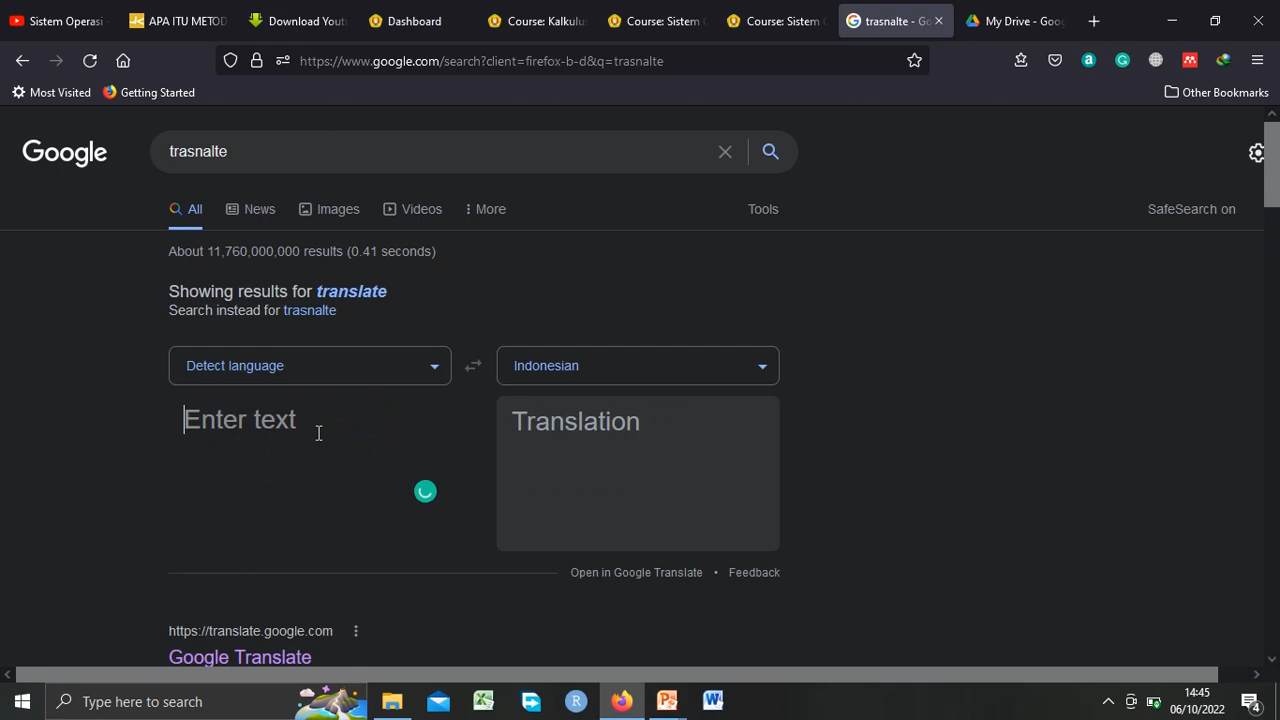 Sistem Operasi
APA ITU METOD
Download Yout
Dashboard
Course: Kalkulu
Course: Sistem
Course: Sistem
trasnalte - Go
My Drive - Goo
https://www.google.com/search?client=firefox-b-d&q=trasnalte
Most Visited
Getting Started
Other Bookmarks
Google
trasnalte
All
News
Images
Videos
More
Tools
SafeSearch on
About 11,760,000,000 results (0.41 seconds)
Showing results for translate
Search instead for trasnalte
Detect language
Indonesian
Enter text
Translation
Open in Google Translate • Feedback
https://translate.google.com
Google Translate
Type here to search
14:45
06/10/2022
4